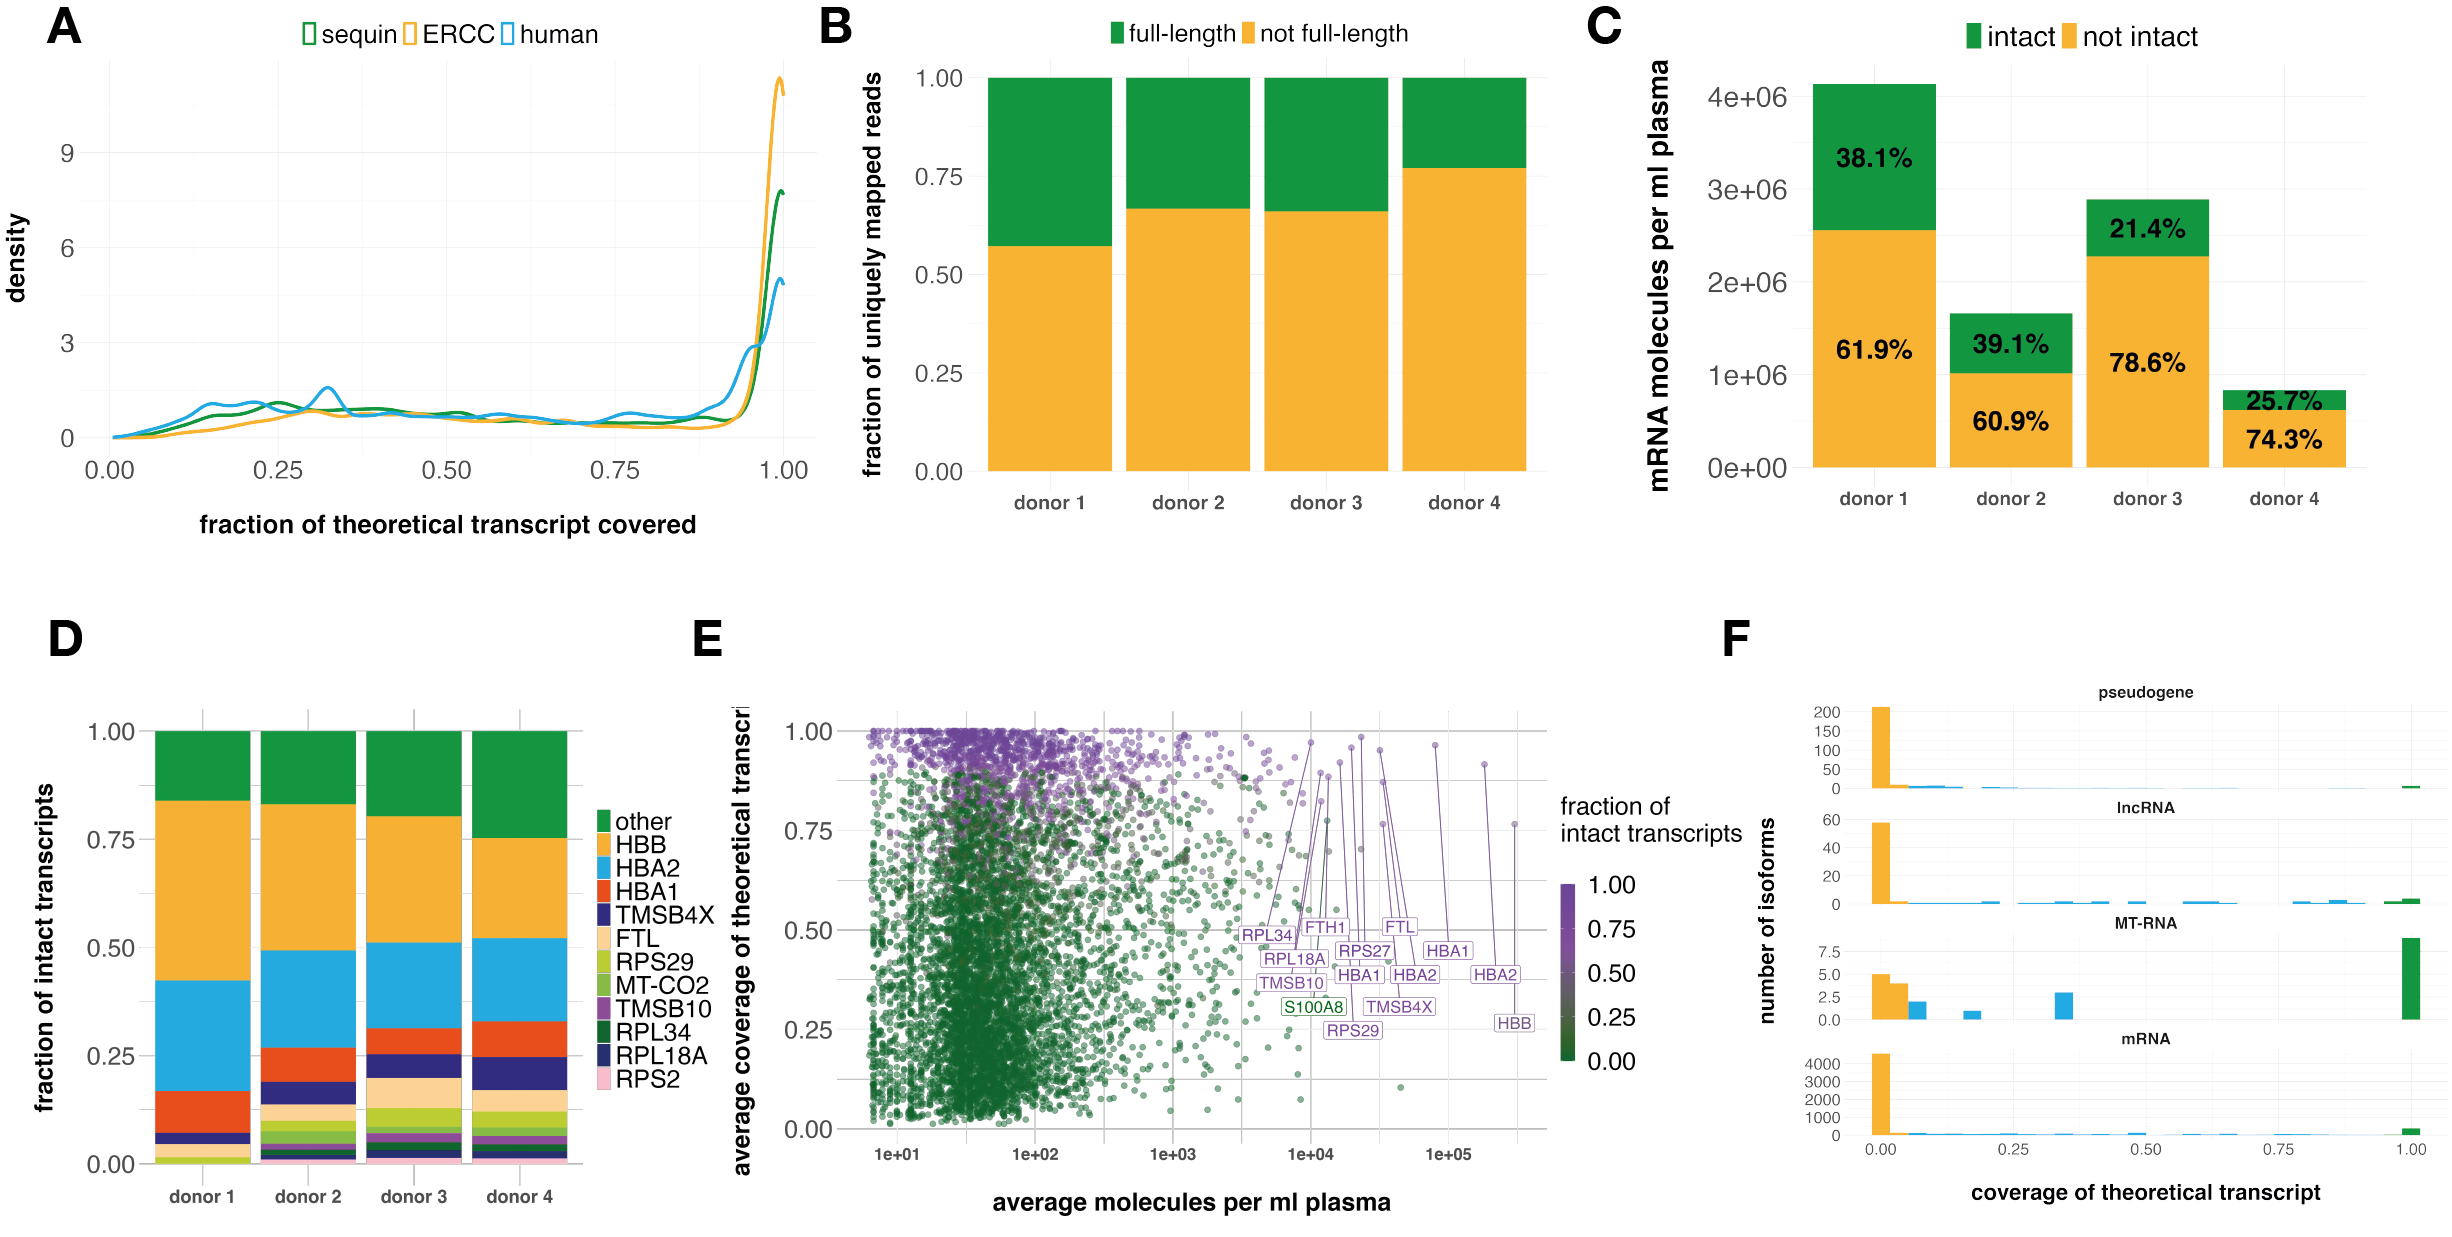 A
sequin ERCC human
density
9
6
3
0
0.00 0.25 0.50 0.75 1.00
fraction of theoretical transcript covered
B
full-length not full-length
fraction of uniquely mapped reads
1.00
0.75
0.50
0.25
0.00
donor 1 donor 2 donor 3 donor 4
C
intact not intact
mRNA molecules per ml plasma
4e+06
3e+06
2e+06
1e+06
0e+00
38.1%
61.9%
39.1%
60.9%
21.4%
78.6%
25.7%
74.3%
donor 1 donor 2 donor 3 donor 4
D
fraction of intact transcripts
1.00
0.75
0.50
0.25
0.00
donor 1 donor 2 donor 3 donor 4
other
HBB
HBA2
HBA1
TMSB4X
FTL
RPS29
MT-CO2
TMSB10
RPL34
RPL18A
RPS2
E
average coverage of theoretical transcri
1.00
0.75
0.50
0.25
0.00
RPL34 FTH1 FTL
RPL18A RPS27 HBA1
TMSB10 HBA1 HBA2 HBA2
S100A8 TMSB4X
RPS29 HBB
1e+01 1e+02 1e+03 1e+04 1e+05
average molecules per ml plasma
fraction of
intact transcripts
1.00
0.75
0.50
0.25
0.00
F
number of isoforms
pseudogene
200
150
100
50
0
lncRNA
60
40
20
0
MT-RNA
7.5
5.0
2.5
0.0
mRNA
4000
3000
2000
1000
0
0.00 0.25 0.50 0.75 1.00
coverage of theoretical transcript